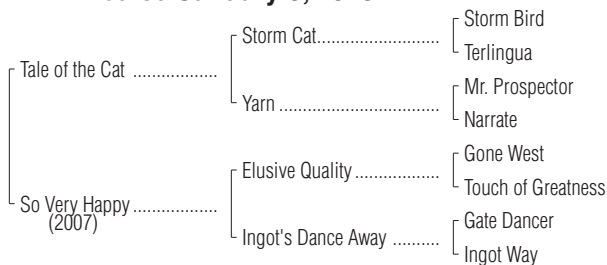 Storm Bird
Storm Cat........................................
Terlingua
Tale of the Cat ..................
Mr. Prospector
Yarn ........................................
Narrate
Gone West
Elusive Quality .....................
Touch of Greatness
So Very Happy ..................
(2007)
Gate Dancer
Ingot's Dance Away ..........
Ingot Way